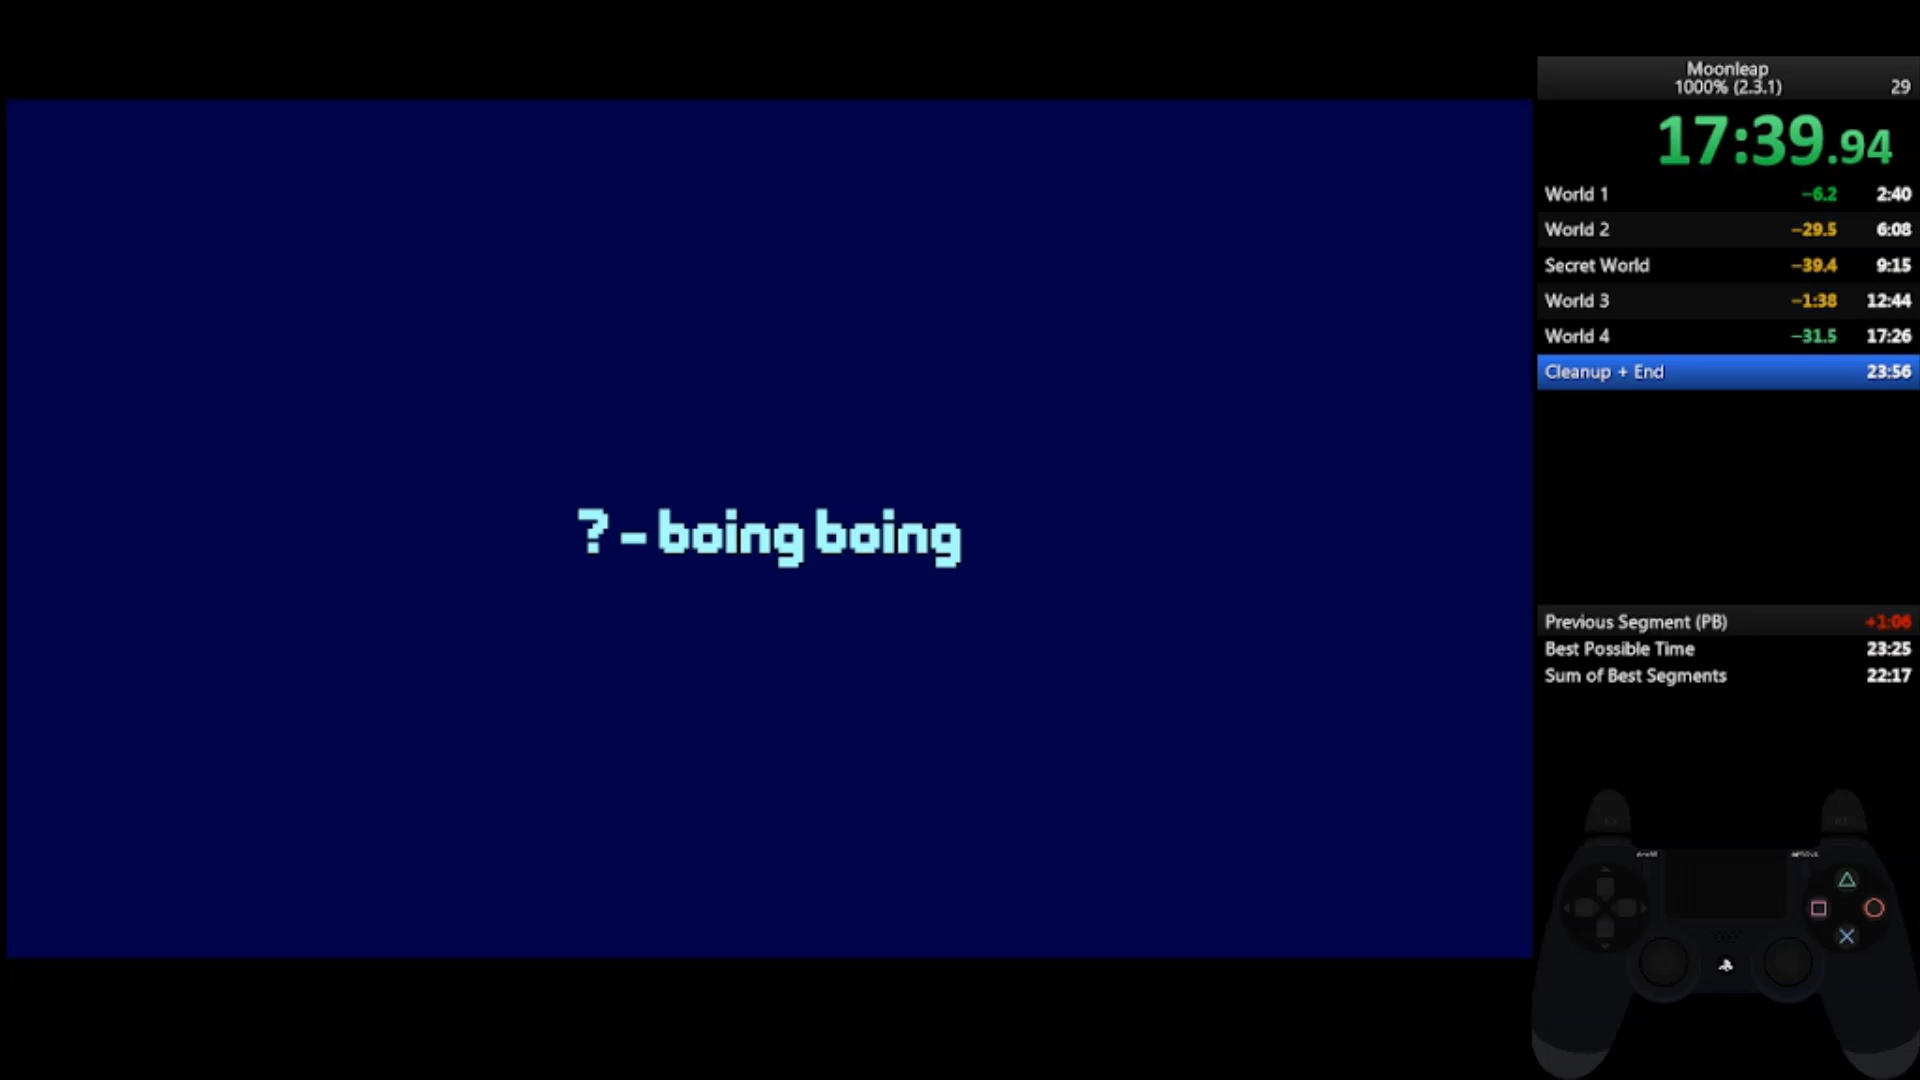 Moonleap
1000% (2.3.1) 29
17:39.94
World 1 −6.2 2:40
World 2 −29.5 6:08
Secret World −39.4 9:15
World 3 −1:38 12:44
World 4 −31.5 17:26
Cleanup + End 23:56
? - boing boing
Previous Segment (PB) +1:06
Best Possible Time 23:25
Sum of Best Segments 22:17